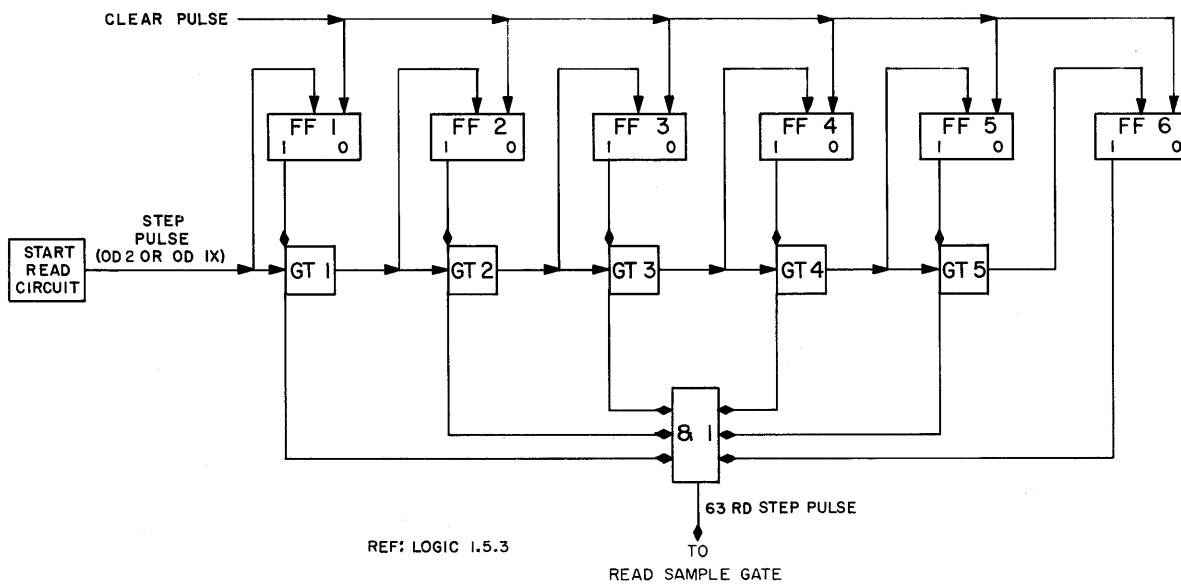 CLEAR PULSE
FF 1
1 0
FF 2
1 0
FF 3
1 0
FF 4
1 0
FF 5
1 0
FF 6
1 0
START
READ
CIRCUIT
STEP
PULSE
(OD 2 OR OD 1X)
GT 1
GT 2
GT 3
GT 4
GT 5
& 1
63 RD STEP PULSE
REF: LOGIC 1.5.3
TO
READ SAMPLE GATE